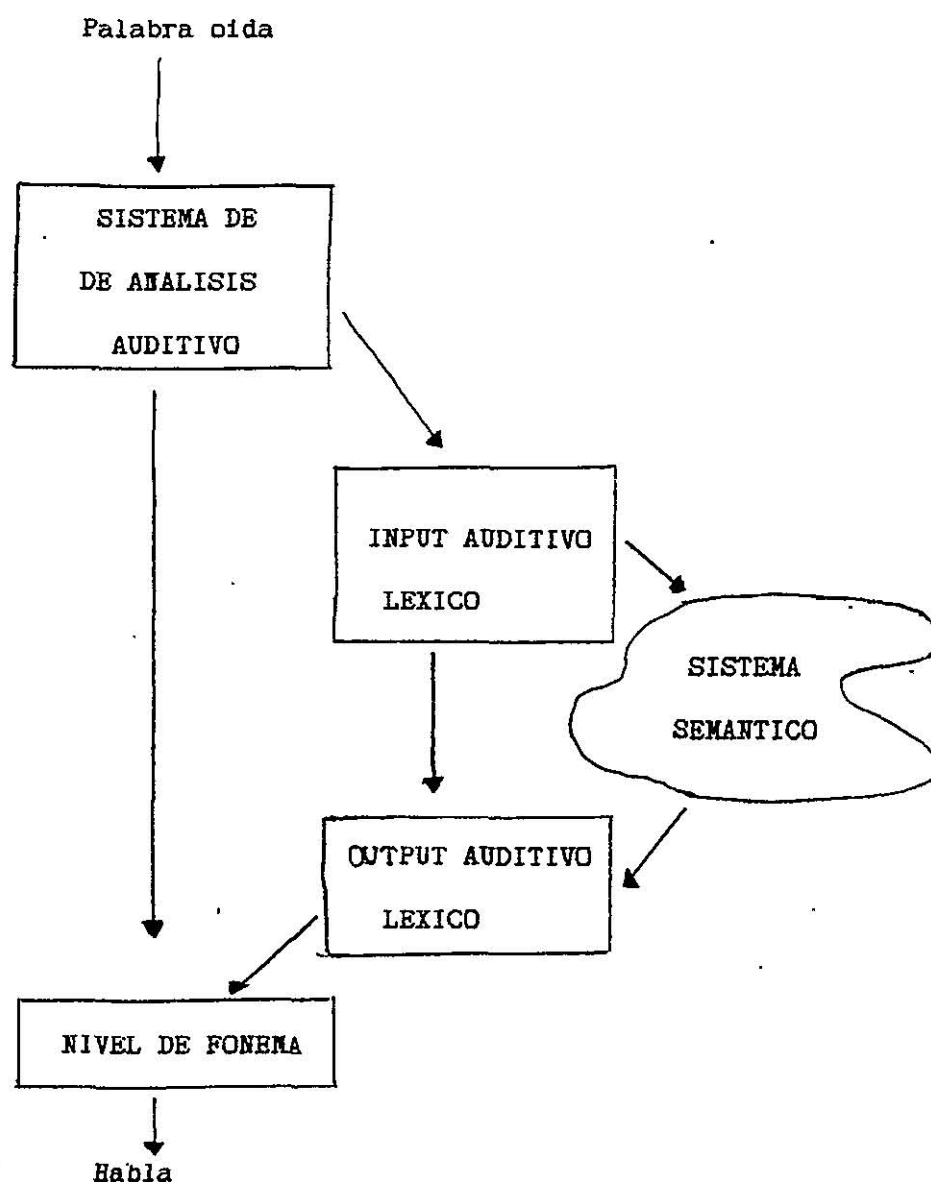 Palabra oida
SISTEMA DE
DE ANALISIS
AUDITIVO
INPUT AUDITIVO
LEXICO
SISTEMA
SEMANTICO
OUTPUT AUDITIVO
LEXICO
NIVEL DE FONEMA
Habla